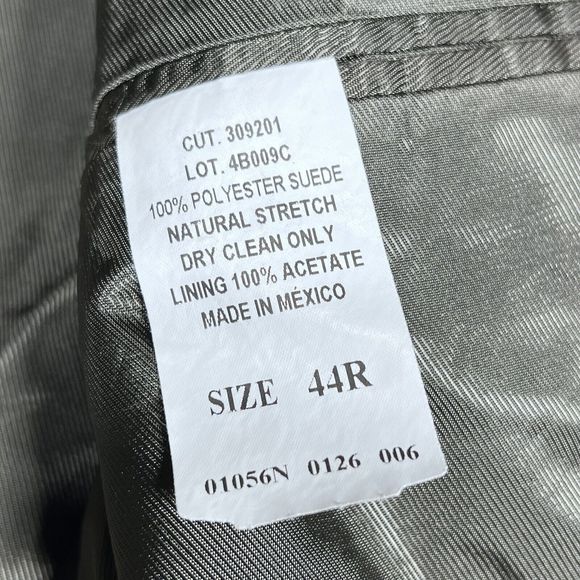 CUT. 309201
LOT. 4B009C
100% POLYESTER SUEDE
NATURAL STRETCH
DRY CLEAN ONLY
LINING 100% ACETATE
MADE IN MÉXICO
SIZE 44R
01056N 0126 006